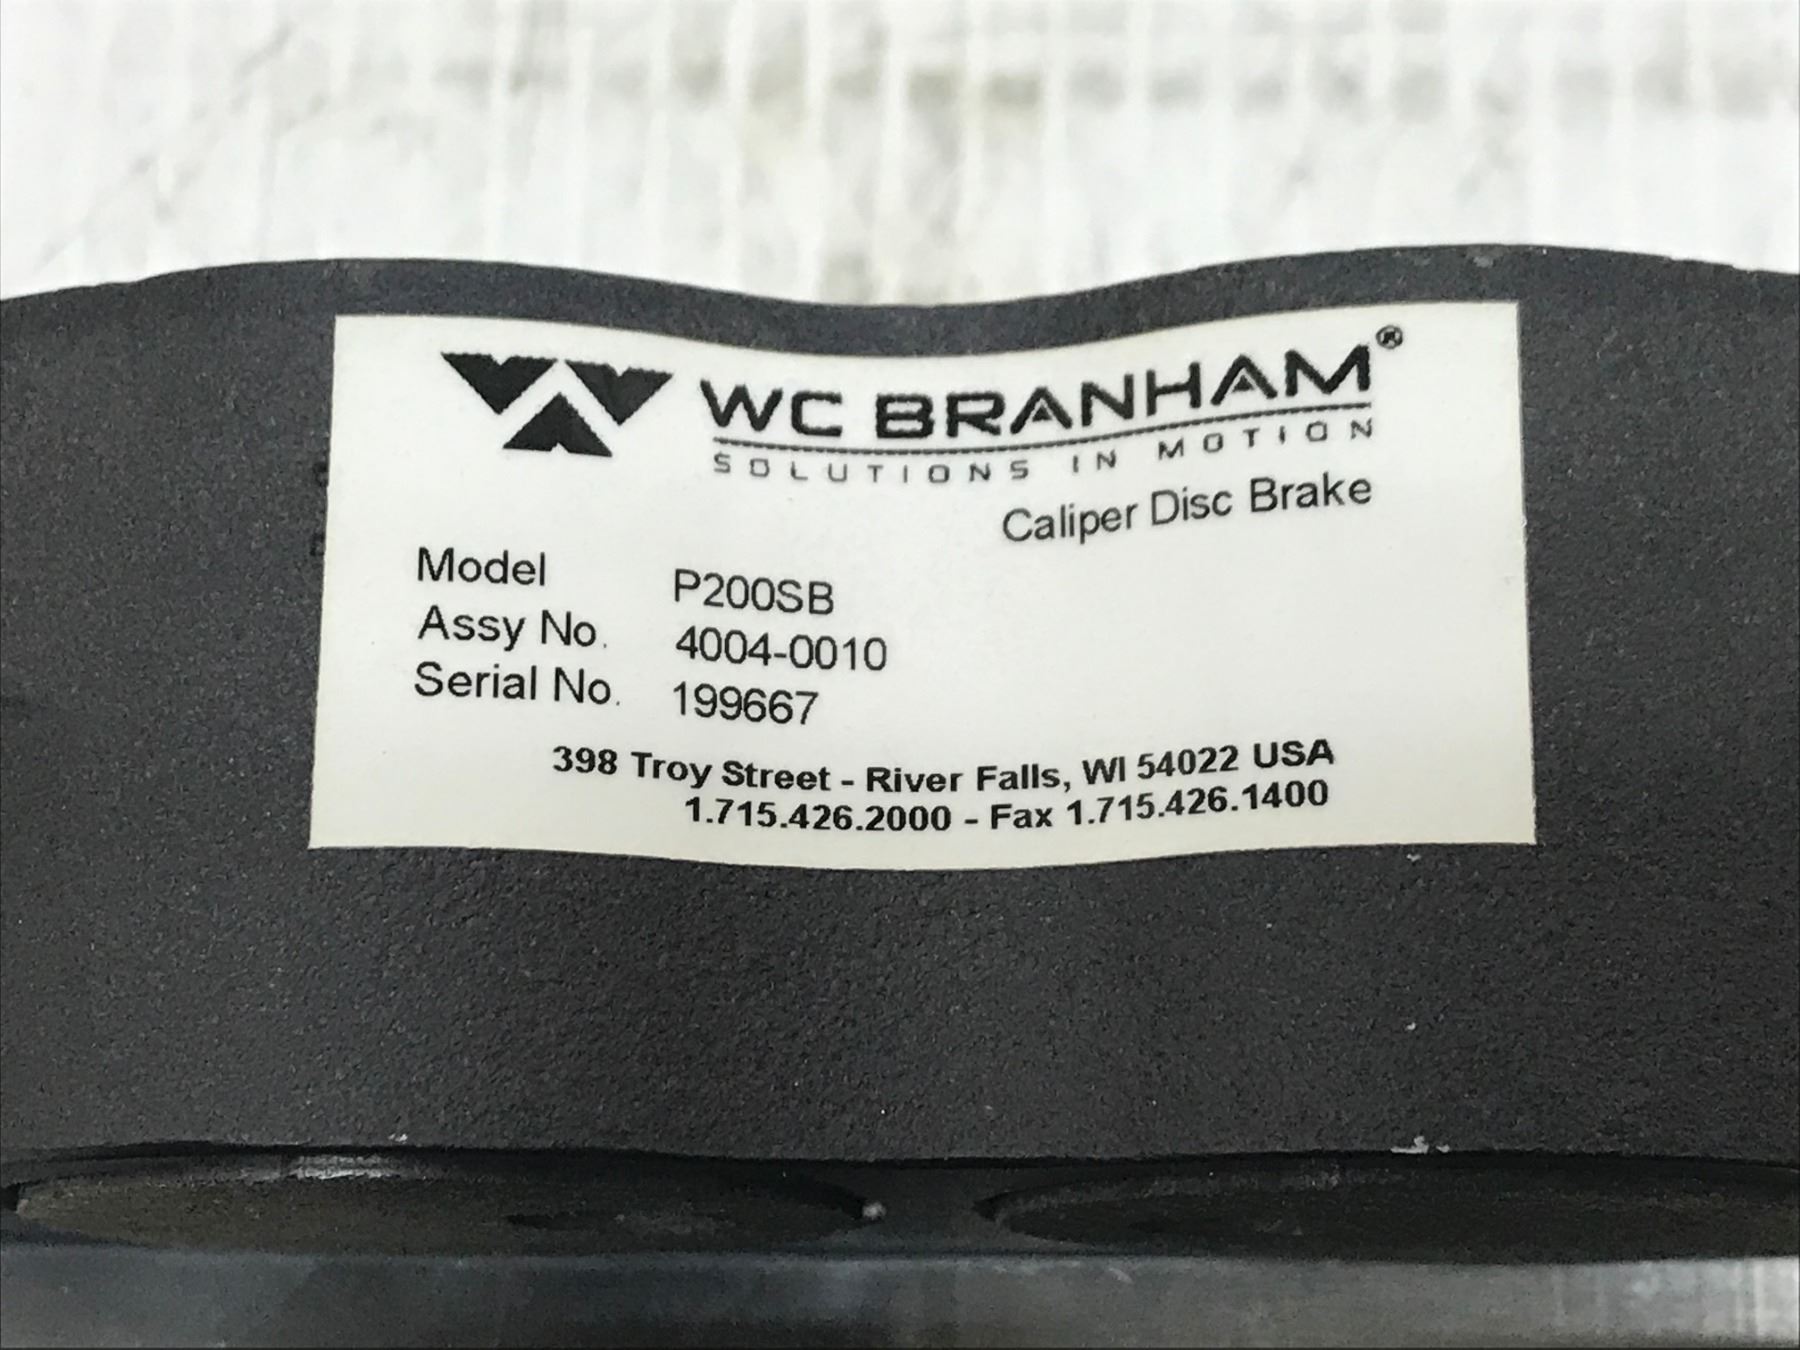 WC BRANHAM®
SOLUTIONS IN MOTION
Caliper Disc Brake
Model P200SB
Assy No. 4004-0010
Serial No. 199667
398 Troy Street - River Falls, WI 54022 USA
1.715.426.2000 - Fax 1.715.426.1400